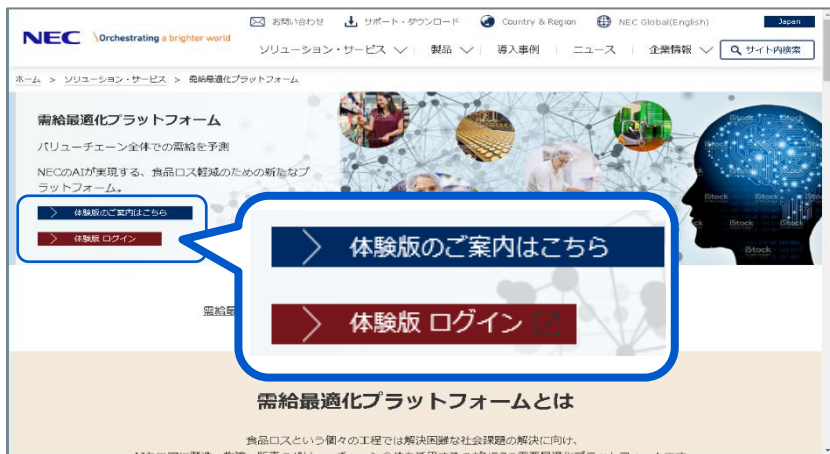 お問い合わせ サポート・ダウンロード Country & Region NEC Global(English) Japan
NEC \Orchestrating a brighter world
ソリューション・サービス 製品 導入事例 ニュース 企業情報 サイト内検索
ホーム > ソリューション・サービス > 需給最適化プラットフォーム
需給最適化プラットフォーム
バリューチェーン全体での需給を予測
NECのAIが実現する、食品ロス軽減のための新たなプ
ラットフォーム。
体験版のご案内はこちら
体験版 ログイン
体験版のご案内はこちら
体験版 ログイン
iStock
iStock
iStock
iStock
iStock
需給最
需給最適化プラットフォームとは
食品ロスという個々の工程では解決困難な社会課題の解決に向け、